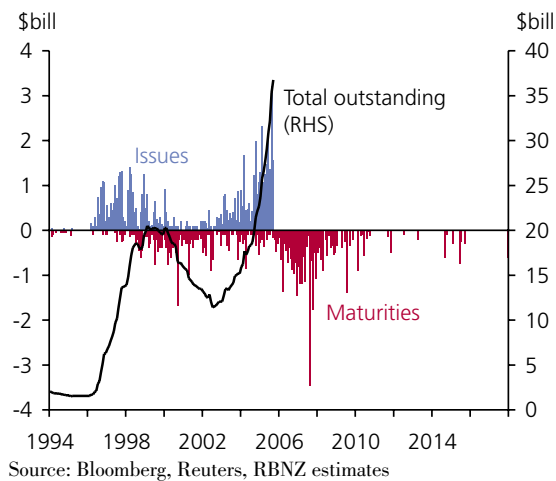 $bill
$bill
4
40
3
35
Total outstanding
(RHS)
2
30
Issues
1
25
0
20
-1
15
Maturities
-2
10
-3
5
-4
0
1994 1998 2002 2006 2010 2014
Source: Bloomberg, Reuters, RBNZ estimates